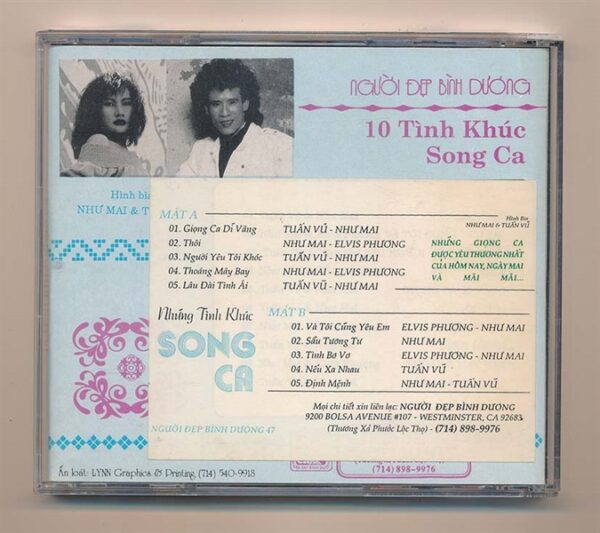 NGƯỜI ĐẸP BÌNH DƯƠNG
10 Tình Khúc
Song Ca
Hình bìa
NHƯ MAI & T
MẶT A
Hình Bìa
NHƯ MAI & TUẤN VŨ
01. Giọng Ca Dĩ Vãng TUẤN VŨ - NHƯ MAI
02. Thôi NHƯ MAI - ELVIS PHƯƠNG
03. Người Yêu Tôi Khóc TUẤN VŨ - NHƯ MAI
04. Thoáng Mây Bay NHƯ MAI - ELVIS PHƯƠNG
05. Lâu Đài Tình Ái TUẤN VŨ - NHƯ MAI
NHỮNG GIỌNG CA
ĐƯỢC YÊU THƯƠNG NHẤT
CỦA HÔM NAY, NGÀY MAI
VÀ MÃI MÃI...
Những Tình Khúc
SONG
CA
MẶT B
01. Và Tôi Cũng Yêu Em ELVIS PHƯƠNG - NHƯ MAI
02. Sầu Tương Tư NHƯ MAI
03. Tình Bơ Vơ ELVIS PHƯƠNG - NHƯ MAI
04. Nếu Xa Nhau TUẤN VŨ
05. Định Mệnh NHƯ MAI - TUẤN VŨ
NGƯỜI ĐẸP BÌNH DƯƠNG 47
Mọi chi tiết xin liên lạc: NGƯỜI ĐẸP BÌNH DƯƠNG
9200 BOLSA AVENUE #107 - WESTMINSTER, CA 92683
(Thương Xá Phước Lộc Thọ) - (714) 898-9976
(714) 898-9976
Ấn loát: LYNN Graphics & Printing (714) 540-9918